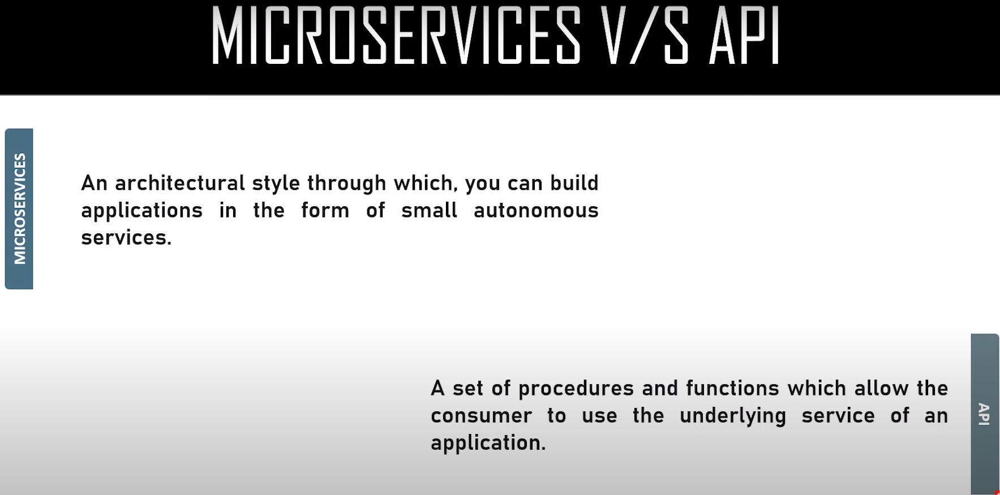 MICROSERVICES V/S API
MICROSERVICES
An architectural style through which, you can build
applications in the form of small autonomous
services.
A set of procedures and functions which allow the
consumer to use the underlying service of an
application.
API